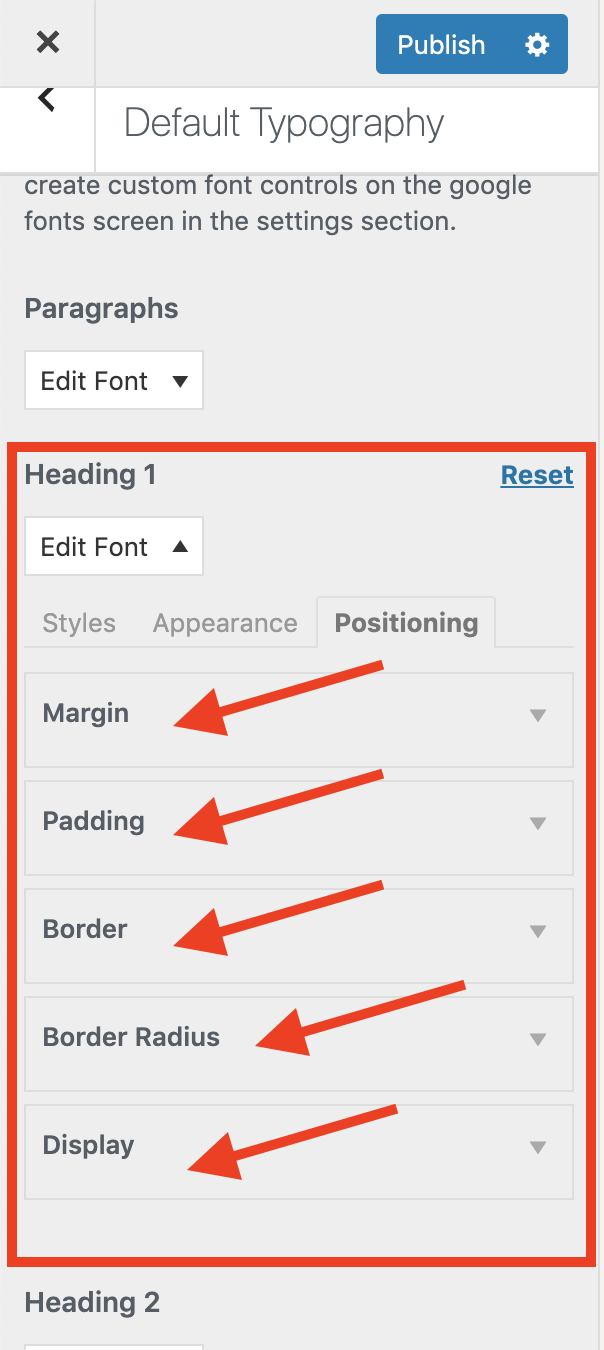 Publish
Default Typography
create custom font controls on the google
fonts screen in the settings section.
Paragraphs
Edit Font
Heading 1 Reset
Edit Font
Styles Appearance Positioning
Margin
Padding
Border
Border Radius
Display
Heading 2